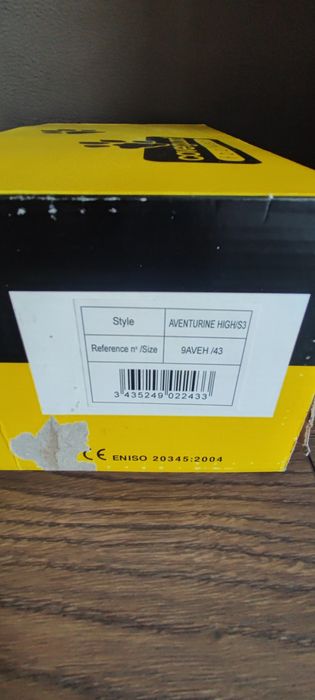 Style AVENTURINE HIGH/S3
Reference n° /Size 9AVEH /43
3 435249 022433
CE ENISO 20345:2004